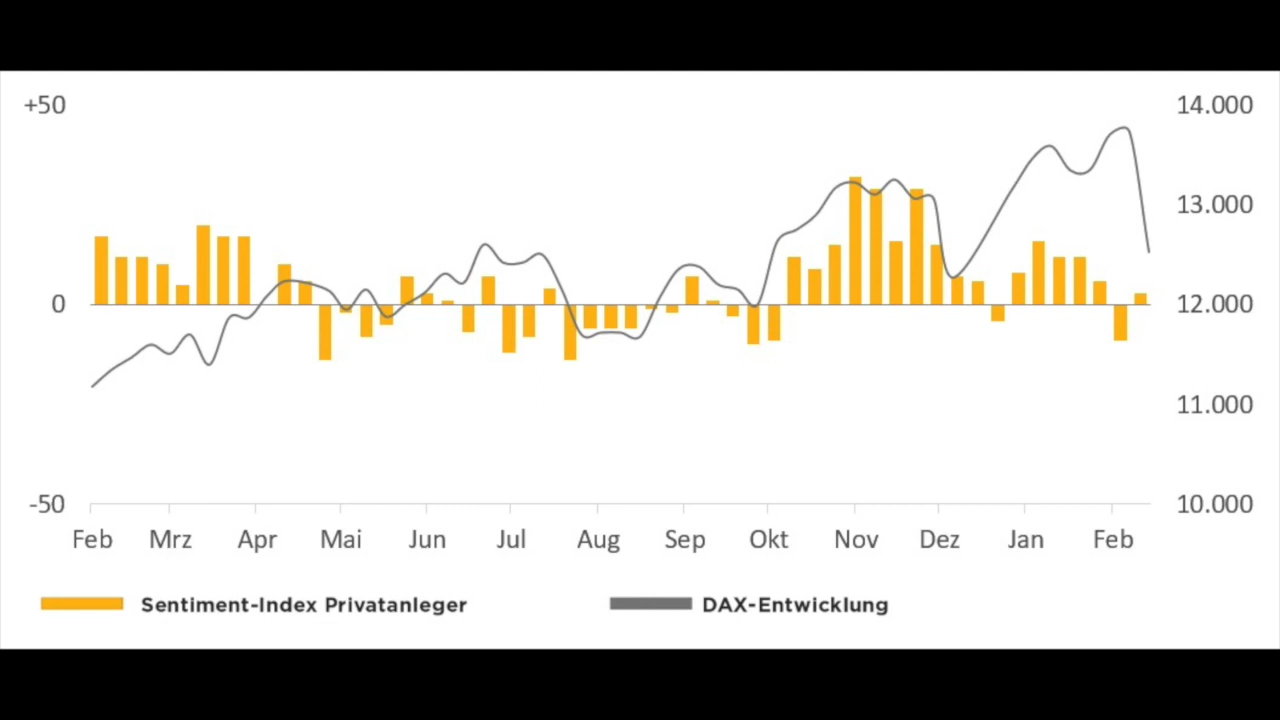 +50
14.000
13.000
0
12.000
11.000
-50
10.000
Feb Mrz Apr Mai Jun Jul Aug Sep Okt Nov Dez Jan Feb
Sentiment-Index Privatanleger
DAX-Entwicklung